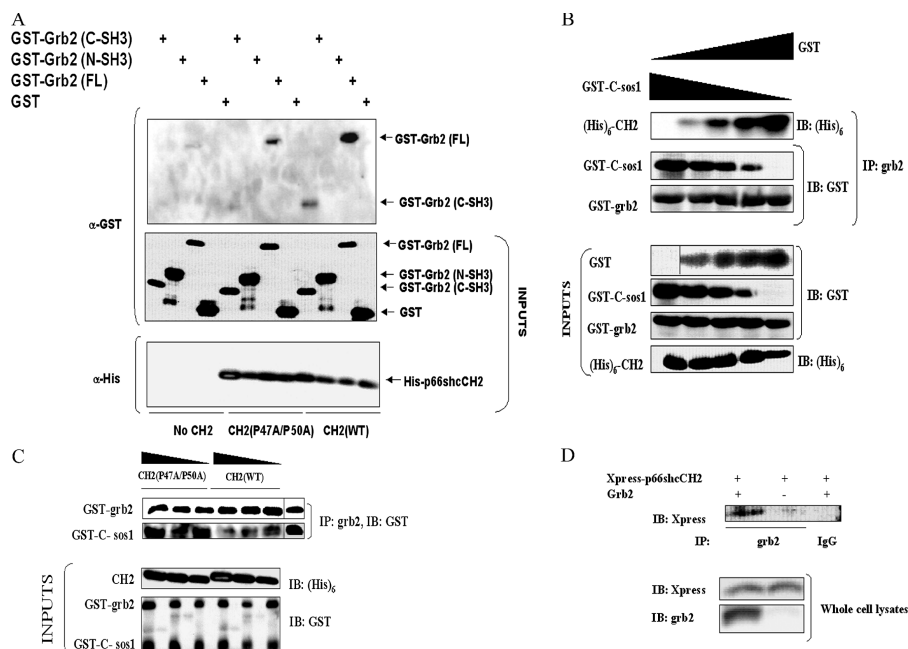 A
GST-Grb2 (C-SH3) + + +
GST-Grb2 (N-SH3) + + +
GST-Grb2 (FL) + + +
GST + + +
α-GST
GST-Grb2 (FL)
GST-Grb2 (C-SH3)
GST-Grb2 (FL)
GST-Grb2 (N-SH3)
GST-Grb2 (C-SH3)
GST
INPUTS
α-His
His-p66shcCH2
No CH2 CH2(P47A/P50A) CH2(WT)
B
GST
GST-C-sos1
(His)6-CH2 IB: (His)6
GST-C-sos1
GST-grb2
IB: GST
IP: grb2
INPUTS
GST
GST-C-sos1
GST-grb2
IB: GST
(His)6-CH2 IB: (His)6
C
CH2(P47A/P50A) CH2(WT)
GST-grb2
GST-C- sos1
IP: grb2, IB: GST
INPUTS
CH2 IB: (His)6
GST-grb2
IB: GST
GST-C- sos1
D
Xpress-p66shcCH2 + + +
Grb2 + - +
IB: Xpress
IP: grb2 IgG
IB: Xpress
IB: grb2
Whole cell lysates